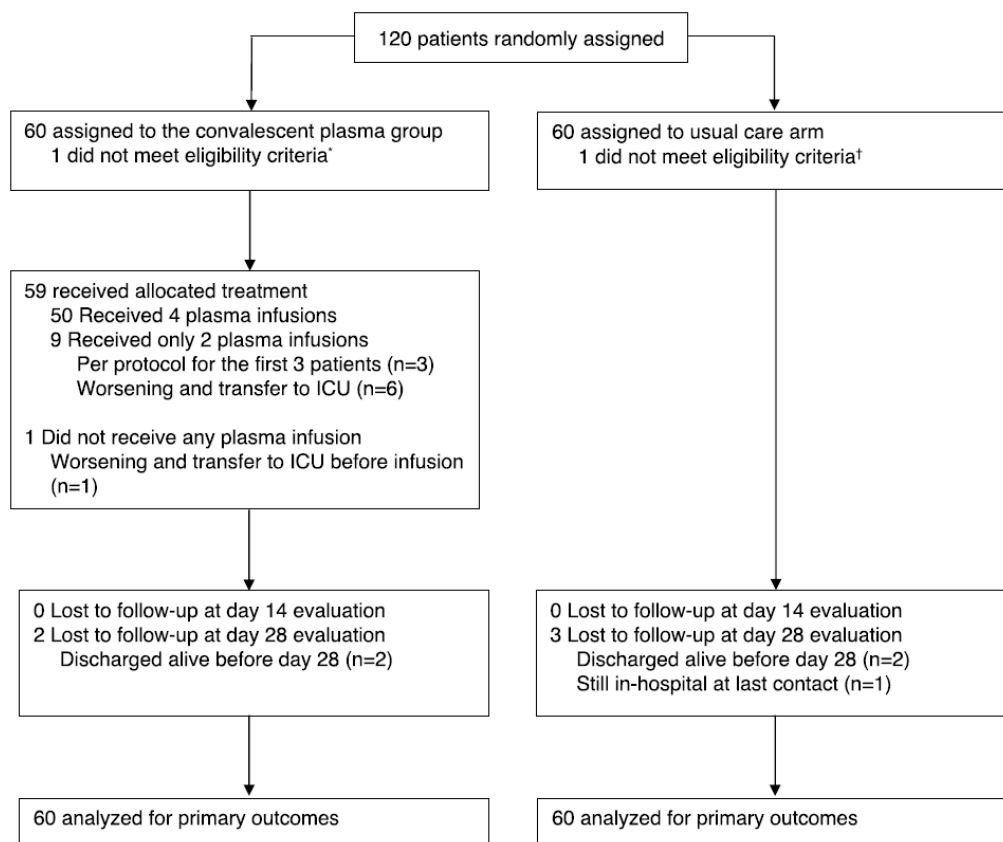 120 patients randomly assigned
60 assigned to the convalescent plasma group
1 did not meet eligibility criteria*
60 assigned to usual care arm
1 did not meet eligibility criteria†
59 received allocated treatment
50 Received 4 plasma infusions
9 Received only 2 plasma infusions
Per protocol for the first 3 patients (n=3)
Worsening and transfer to ICU (n=6)
1 Did not receive any plasma infusion
Worsening and transfer to ICU before infusion
(n=1)
0 Lost to follow-up at day 14 evaluation
2 Lost to follow-up at day 28 evaluation
Discharged alive before day 28 (n=2)
0 Lost to follow-up at day 14 evaluation
3 Lost to follow-up at day 28 evaluation
Discharged alive before day 28 (n=2)
Still in-hospital at last contact (n=1)
60 analyzed for primary outcomes
60 analyzed for primary outcomes